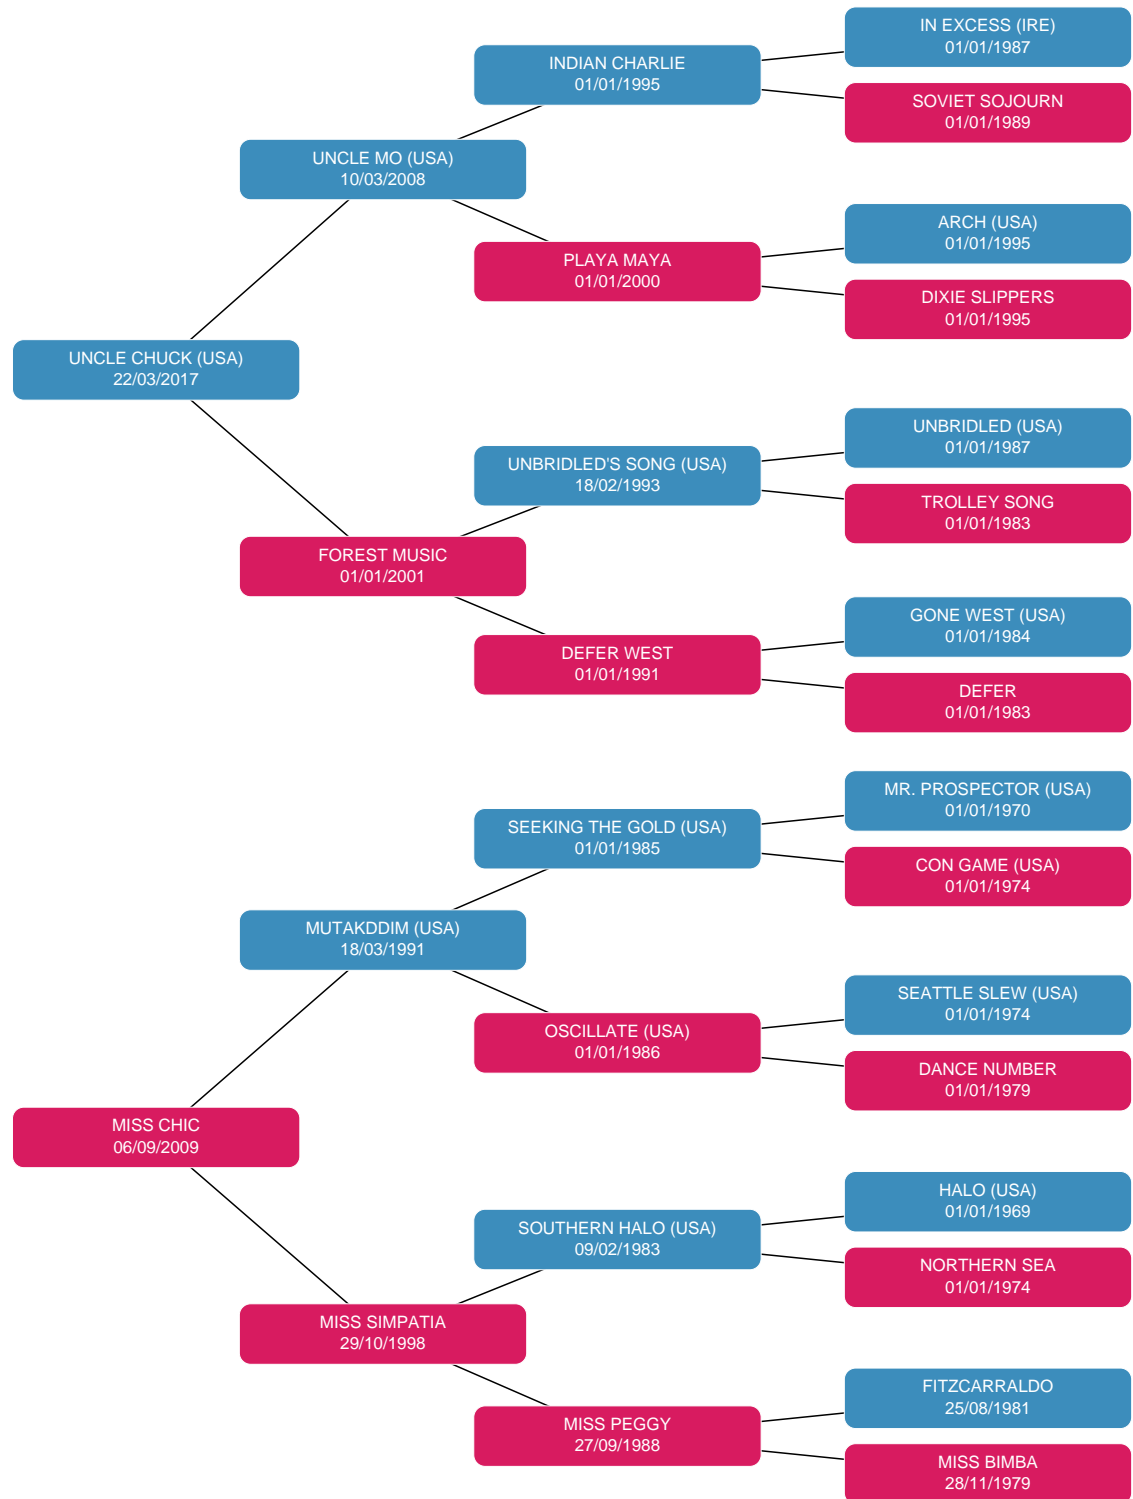 IN EXCESS (IRE)
01/01/1987
INDIAN CHARLIE
01/01/1995
SOVIET SOJOURN
01/01/1989
UNCLE MO (USA)
10/03/2008
ARCH (USA)
01/01/1995
PLAYA MAYA
01/01/2000
DIXIE SLIPPERS
01/01/1995
UNCLE CHUCK (USA)
22/03/2017
UNBRIDLED (USA)
01/01/1987
UNBRIDLED'S SONG (USA)
18/02/1993
TROLLEY SONG
01/01/1983
FOREST MUSIC
01/01/2001
GONE WEST (USA)
01/01/1984
DEFER WEST
01/01/1991
DEFER
01/01/1983
MR. PROSPECTOR (USA)
01/01/1970
SEEKING THE GOLD (USA)
01/01/1985
CON GAME (USA)
01/01/1974
MUTAKDDIM (USA)
18/03/1991
SEATTLE SLEW (USA)
01/01/1974
OSCILLATE (USA)
01/01/1986
DANCE NUMBER
01/01/1979
MISS CHIC
06/09/2009
HALO (USA)
01/01/1969
SOUTHERN HALO (USA)
09/02/1983
NORTHERN SEA
01/01/1974
MISS SIMPATIA
29/10/1998
FITZCARRALDO
25/08/1981
MISS PEGGY
27/09/1988
MISS BIMBA
28/11/1979